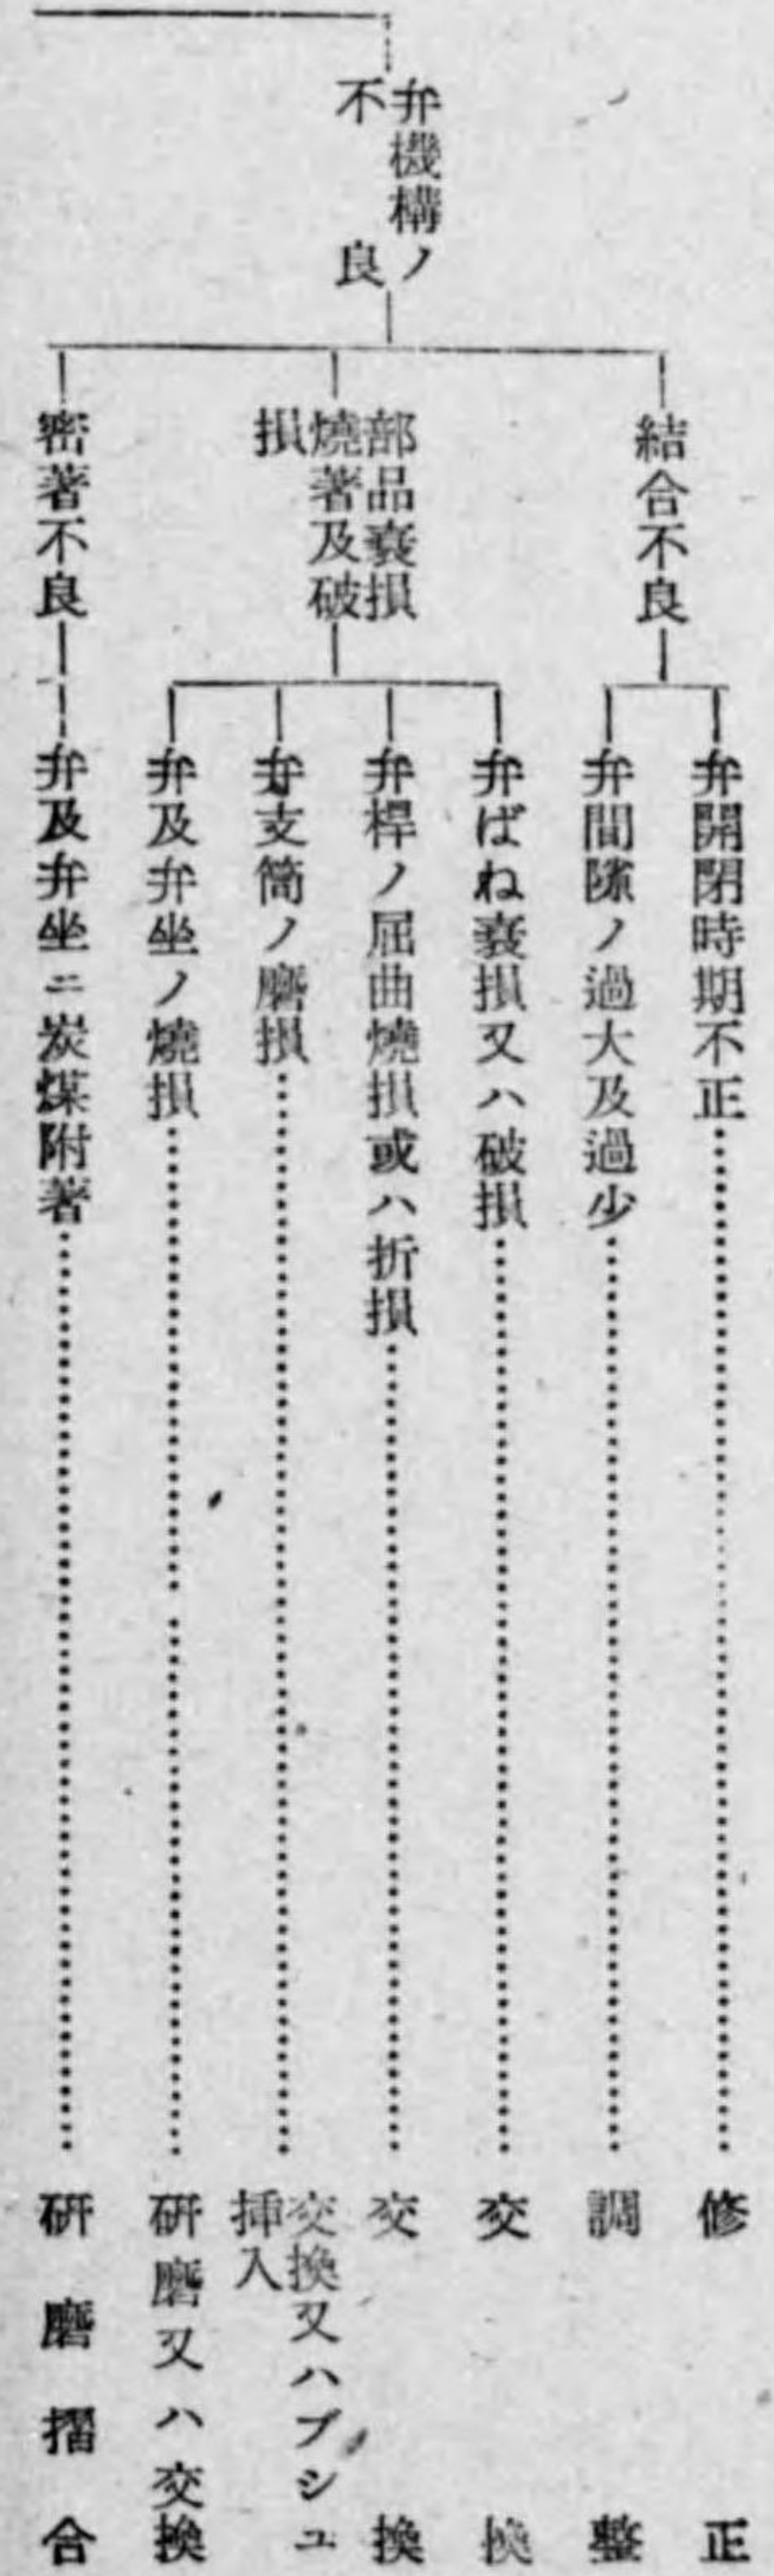 弁機構ノ
不良
結合不良
弁開閉時期不正……修正
弁間隙ノ過大及過少……調整
部品衰損
燒著及破
損
弁ばね衰損又ハ破損……交換
弁桿ノ屈曲燒損或ハ折損……交換
弁支筒ノ磨損……交換又ハブシュ
挿入
弁及弁坐ノ燒損……研磨又ハ交換
密著不良
弁及弁坐ニ炭煤附著……研磨摺合